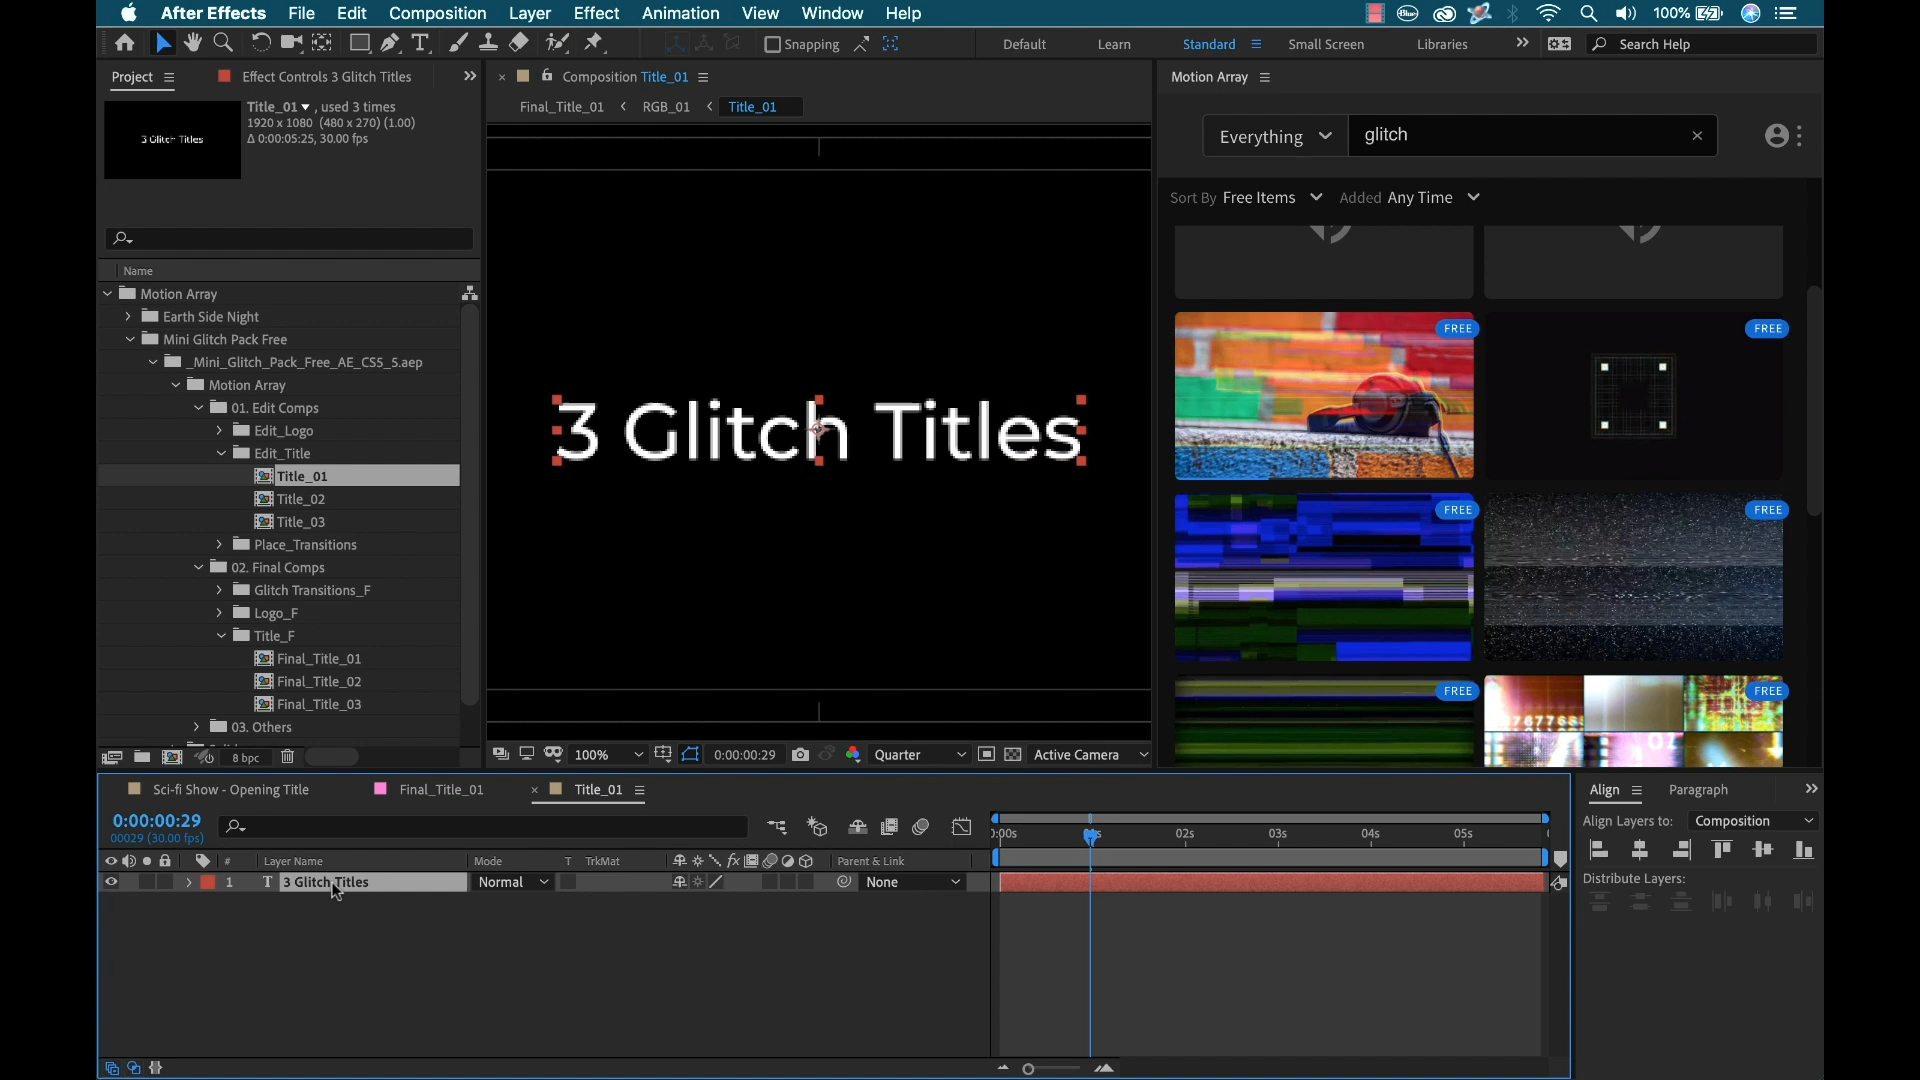 After Effects File Edit Composition Layer Effect Animation View Window Help
100%
Snapping
Default Learn Standard Small Screen Libraries
Search Help
Project
Effect Controls 3 Glitch Titles
Title_01 , used 3 times
1920 x 1080 (480 x 270) (1.00)
Δ 0:00:05:25, 30.00 fps
3 Glitch Titles
Name
Motion Array
Earth Side Night
Mini Glitch Pack Free
_Mini_Glitch_Pack_Free_AE_CS5_5.aep
Motion Array
01. Edit Comps
Edit_Logo
Edit_Title
Title_01
Title_02
Title_03
Place_Transitions
02. Final Comps
Glitch Transitions_F
Logo_F
Title_F
Final_Title_01
Final_Title_02
Final_Title_03
03. Others
8 bpc
Composition Title_01
Final_Title_01 RGB_01 Title_01
3 Glitch Titles
100%
0:00:00:29
Quarter
Active Camera
Motion Array
Everything
glitch
Sort By Free Items
Added Any Time
FREE
FREE
FREE
FREE
FREE
FREE
Sci-fi Show - Opening Title
Final_Title_01
Title_01
0:00:00:29
00029 (30.00 fps)
# Layer Name Mode T TrkMat Parent & Link
1 T 3 Glitch Titles Normal None
02s 03s 04s 05s
Align
Paragraph
Align Layers to: Composition
Distribute Layers: